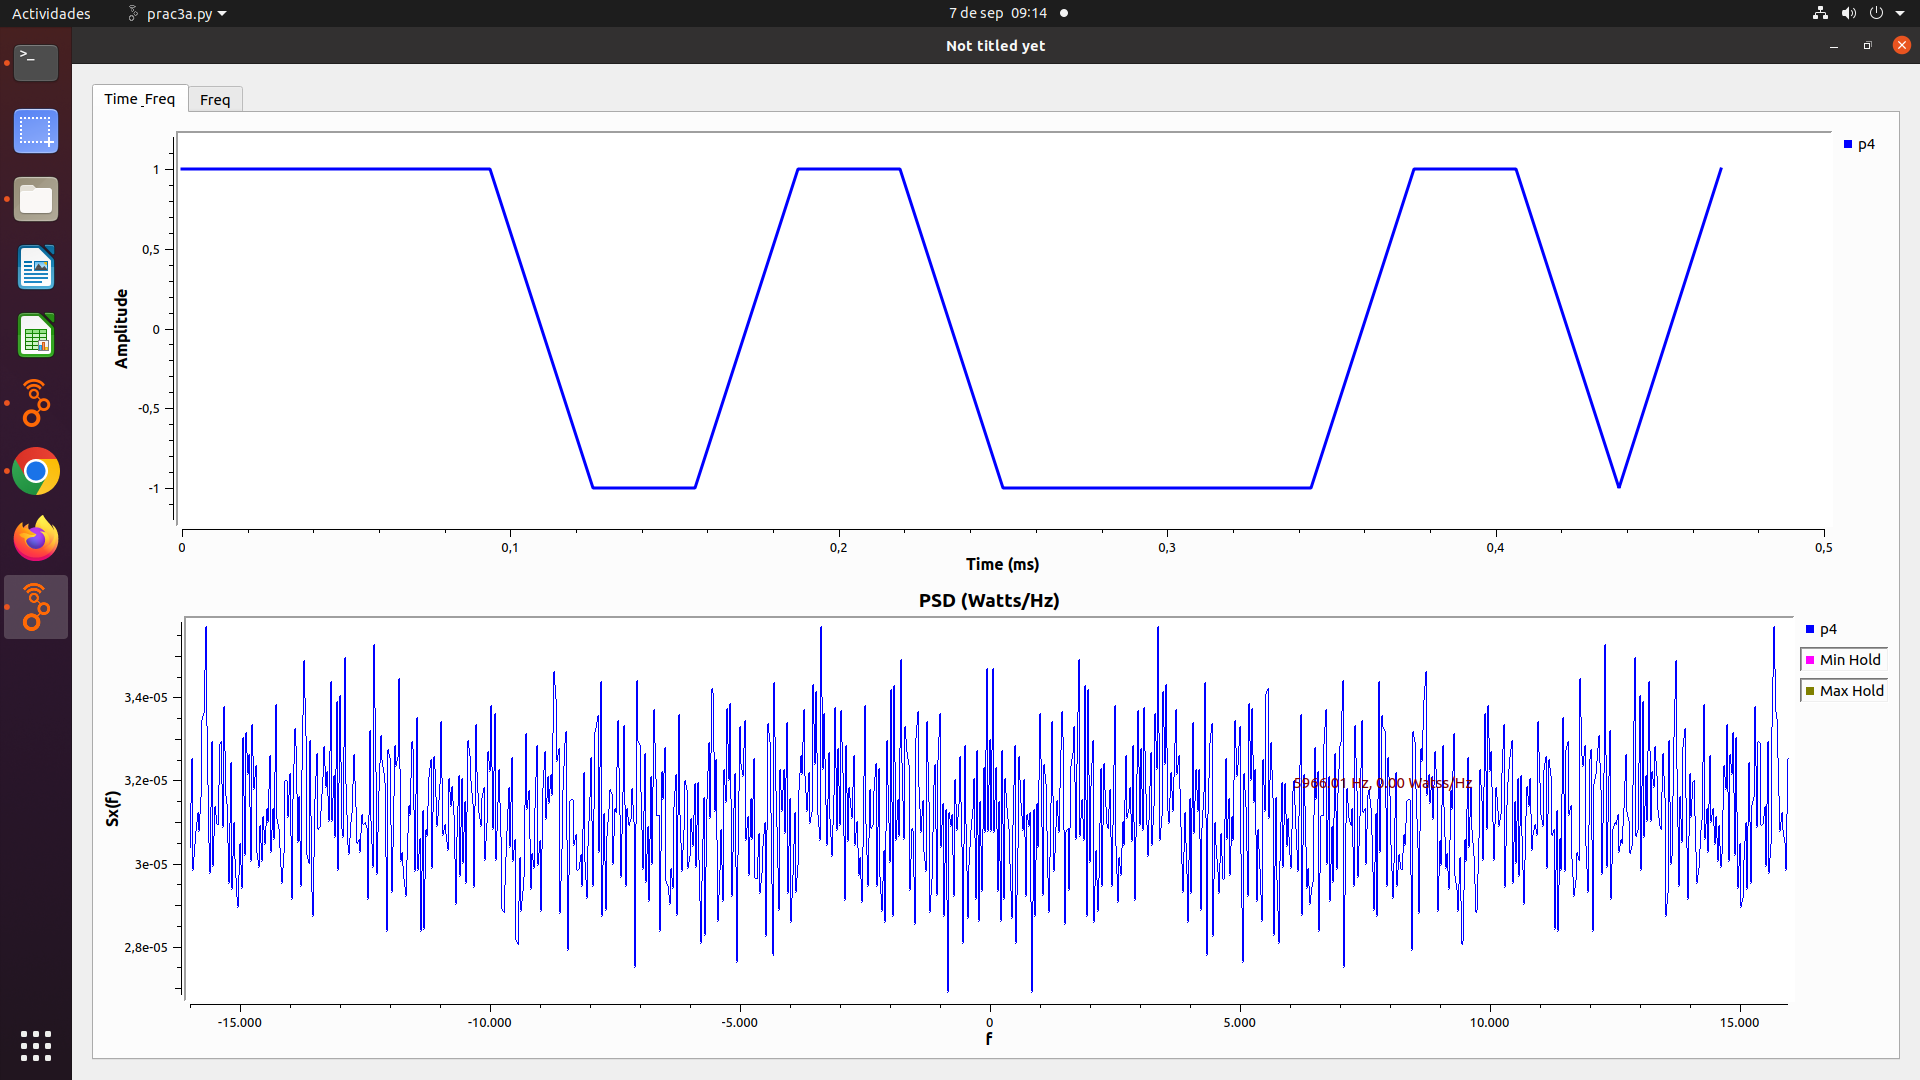 Actividades
prac3a.py
7 de sep 09:14
Not titled yet
Time_Freq
Freq
p4
1
0,5
0
-0,5
-1
Amplitude
0
0,1
0,2
0,3
0,4
0,5
Time (ms)
PSD (Watts/Hz)
p4
Min Hold
Max Hold
3,4e-05
3,2e-05
3e-05
2,8e-05
Sx(f)
5966.01 Hz, 0.00 Watss/Hz
-15.000
-10.000
-5.000
0
5.000
10.000
15.000
f